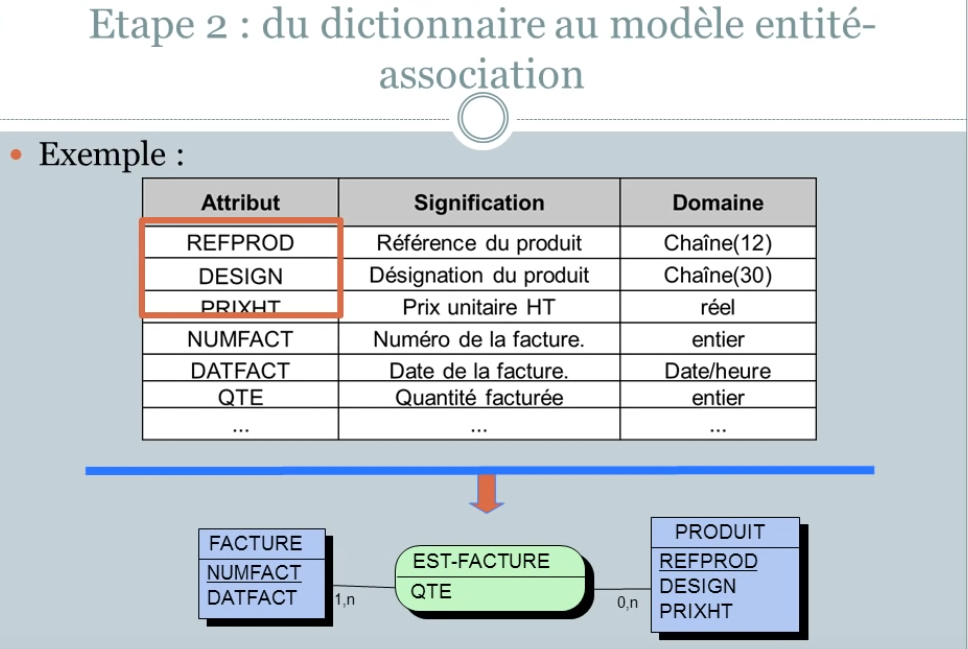 Etape 2 : du dictionnaire au modèle entité-
association
• Exemple :
Attribut Signification Domaine
REFPROD Référence du produit Chaîne(12)
DESIGN Désignation du produit Chaîne(30)
PRIXHT Prix unitaire HT réel
NUMFACT Numéro de la facture. entier
DATFACT Date de la facture. Date/heure
QTE Quantité facturée entier
... ... ...
FACTURE
NUMFACT
DATFACT
1,n
EST-FACTURE
QTE
0,n
PRODUIT
REFPROD
DESIGN
PRIXHT